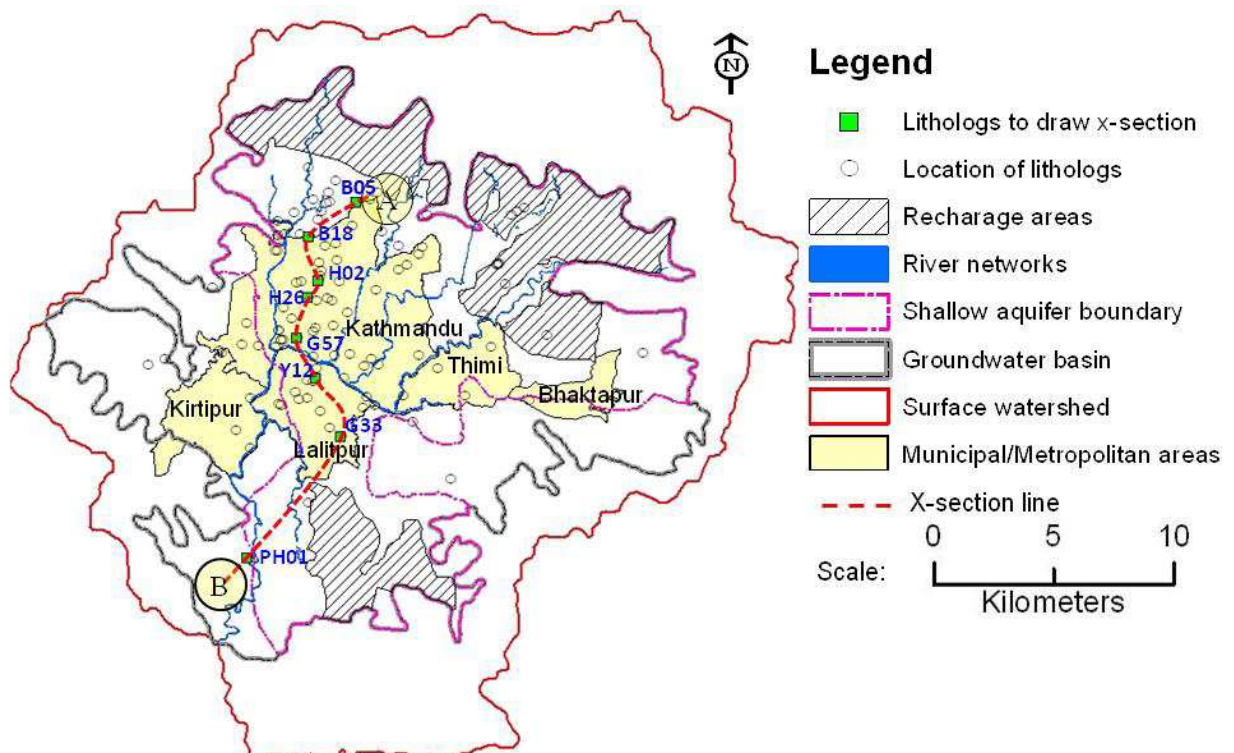 N
Legend
Lithologs to draw x-section
Location of lithologs
Recharage areas
River networks
Shallow aquifer boundary
Groundwater basin
Surface watershed
Municipal/Metropolitan areas
X-section line
0 5 10
Scale:
Kilometers
B05
A
B18
H02
H26
Kathmandu
G57
Thimi
Y12
Bhaktapur
Kirtipur
G33
Lalitpur
PH01
B